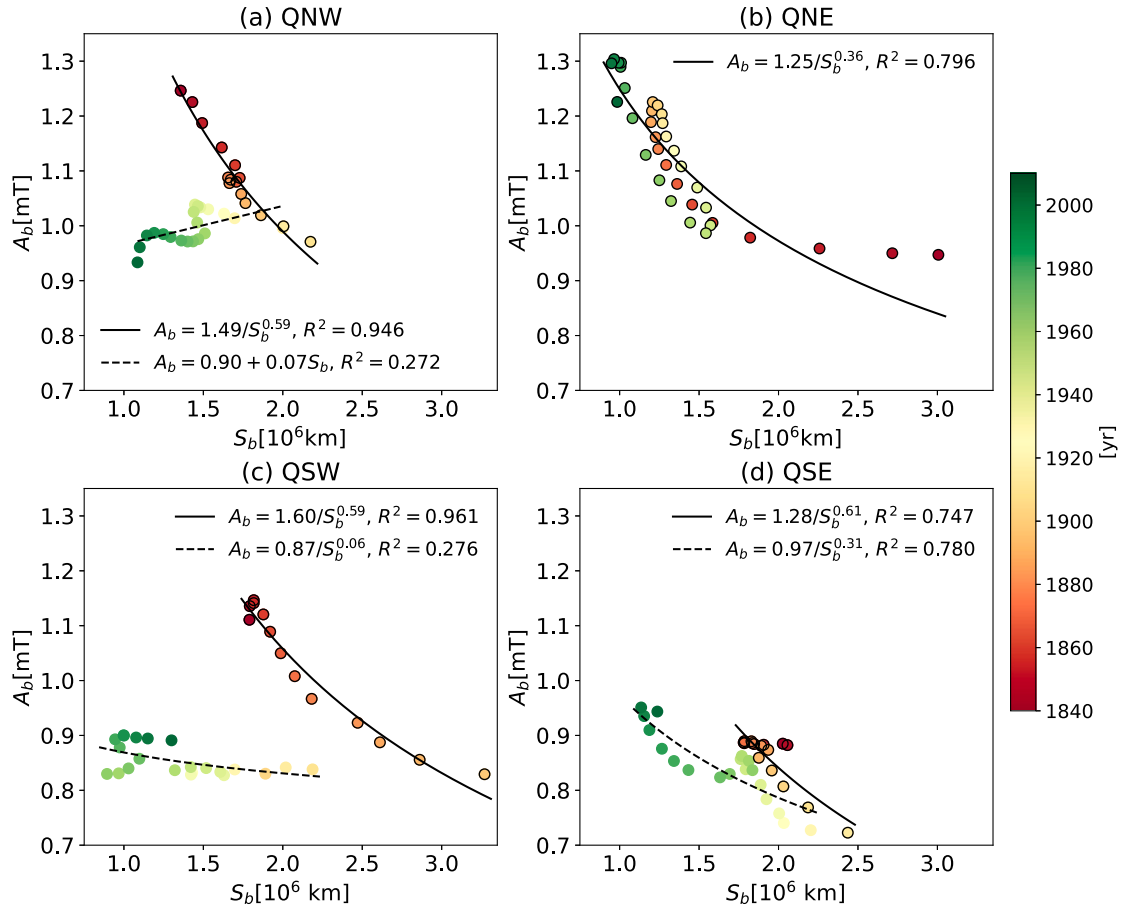 (a) QNW
1.3
1.2
1.1
1.0
0.9
0.8
0.7
A_b[mT]
A_b = 1.49/S_b^{0.59}, R^2 = 0.946
A_b = 0.90 + 0.07S_b, R^2 = 0.272
1.0 1.5 2.0 2.5 3.0
S_b[10^6km]
(b) QNE
1.3
1.2
1.1
1.0
0.9
0.8
0.7
A_b[mT]
A_b = 1.25/S_b^{0.36}, R^2 = 0.796
1.0 1.5 2.0 2.5 3.0
S_b[10^6km]
(c) QSW
1.3
1.2
1.1
1.0
0.9
0.8
0.7
A_b[mT]
A_b = 1.60/S_b^{0.59}, R^2 = 0.961
A_b = 0.87/S_b^{0.06}, R^2 = 0.276
1.0 1.5 2.0 2.5 3.0
S_b[10^6 km]
(d) QSE
1.3
1.2
1.1
1.0
0.9
0.8
0.7
A_b[mT]
A_b = 1.28/S_b^{0.61}, R^2 = 0.747
A_b = 0.97/S_b^{0.31}, R^2 = 0.780
1.0 1.5 2.0 2.5 3.0
S_b[10^6 km]
2000
1980
1960
1940
1920
1900
1880
1860
1840
[yr]